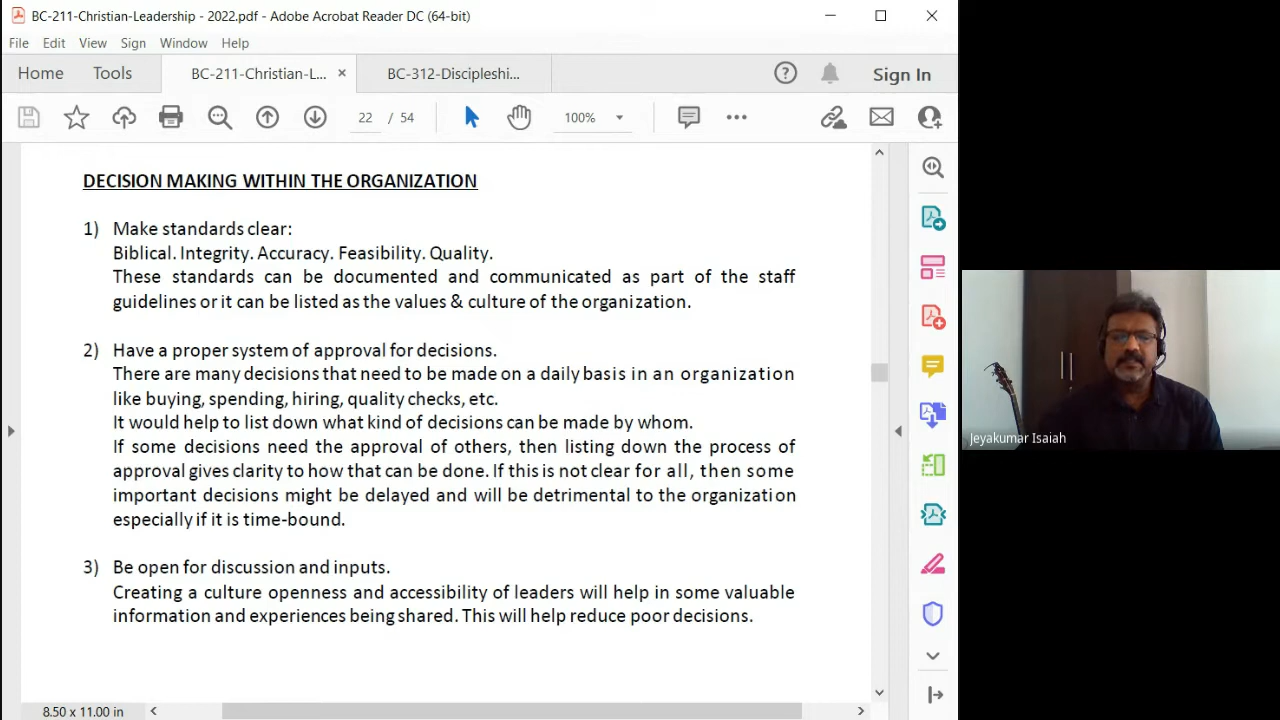 BC-211-Christian-Leadership - 2022.pdf - Adobe Acrobat Reader DC (64-bit)
File Edit View Sign Window Help
Home Tools BC-211-Christian-L... × BC-312-Discipleshi... Sign In
22 / 54 100%
DECISION MAKING WITHIN THE ORGANIZATION
1) Make standards clear:
Biblical. Integrity. Accuracy. Feasibility. Quality.
These standards can be documented and communicated as part of the staff
guidelines or it can be listed as the values & culture of the organization.
2) Have a proper system of approval for decisions.
There are many decisions that need to be made on a daily basis in an organization
like buying, spending, hiring, quality checks, etc.
It would help to list down what kind of decisions can be made by whom.
If some decisions need the approval of others, then listing down the process of
approval gives clarity to how that can be done. If this is not clear for all, then some
important decisions might be delayed and will be detrimental to the organization
especially if it is time-bound.
3) Be open for discussion and inputs.
Creating a culture openness and accessibility of leaders will help in some valuable
information and experiences being shared. This will help reduce poor decisions.
8.50 x 11.00 in
Jeyakumar Isaiah